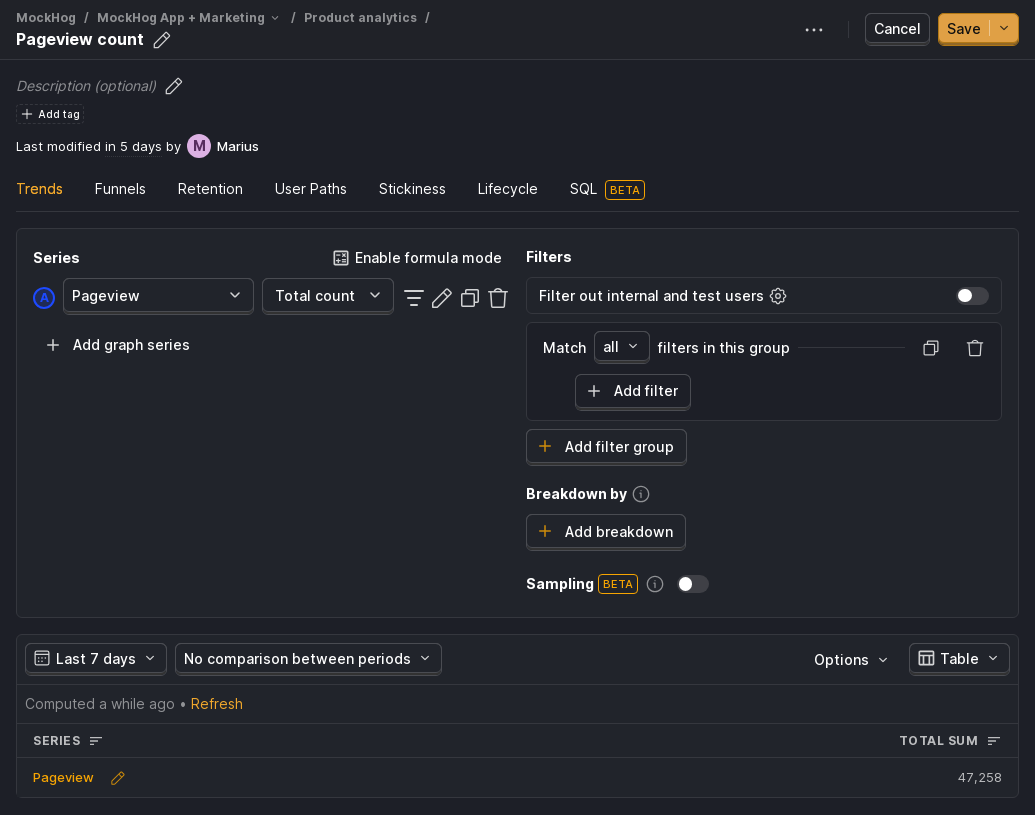 MockHog / MockHog App + Marketing / Product analytics /
Pageview count
Cancel
Save
Description (optional)
Add tag
Last modified in 5 days by M Marius
Trends Funnels Retention User Paths Stickiness Lifecycle SQL BETA
Series
Enable formula mode
A Pageview Total count
Add graph series
Filters
Filter out internal and test users
Match all filters in this group
Add filter
Add filter group
Breakdown by
Add breakdown
Sampling BETA
Last 7 days No comparison between periods Options Table
Computed a while ago • Refresh
SERIES TOTAL SUM
Pageview 47,258